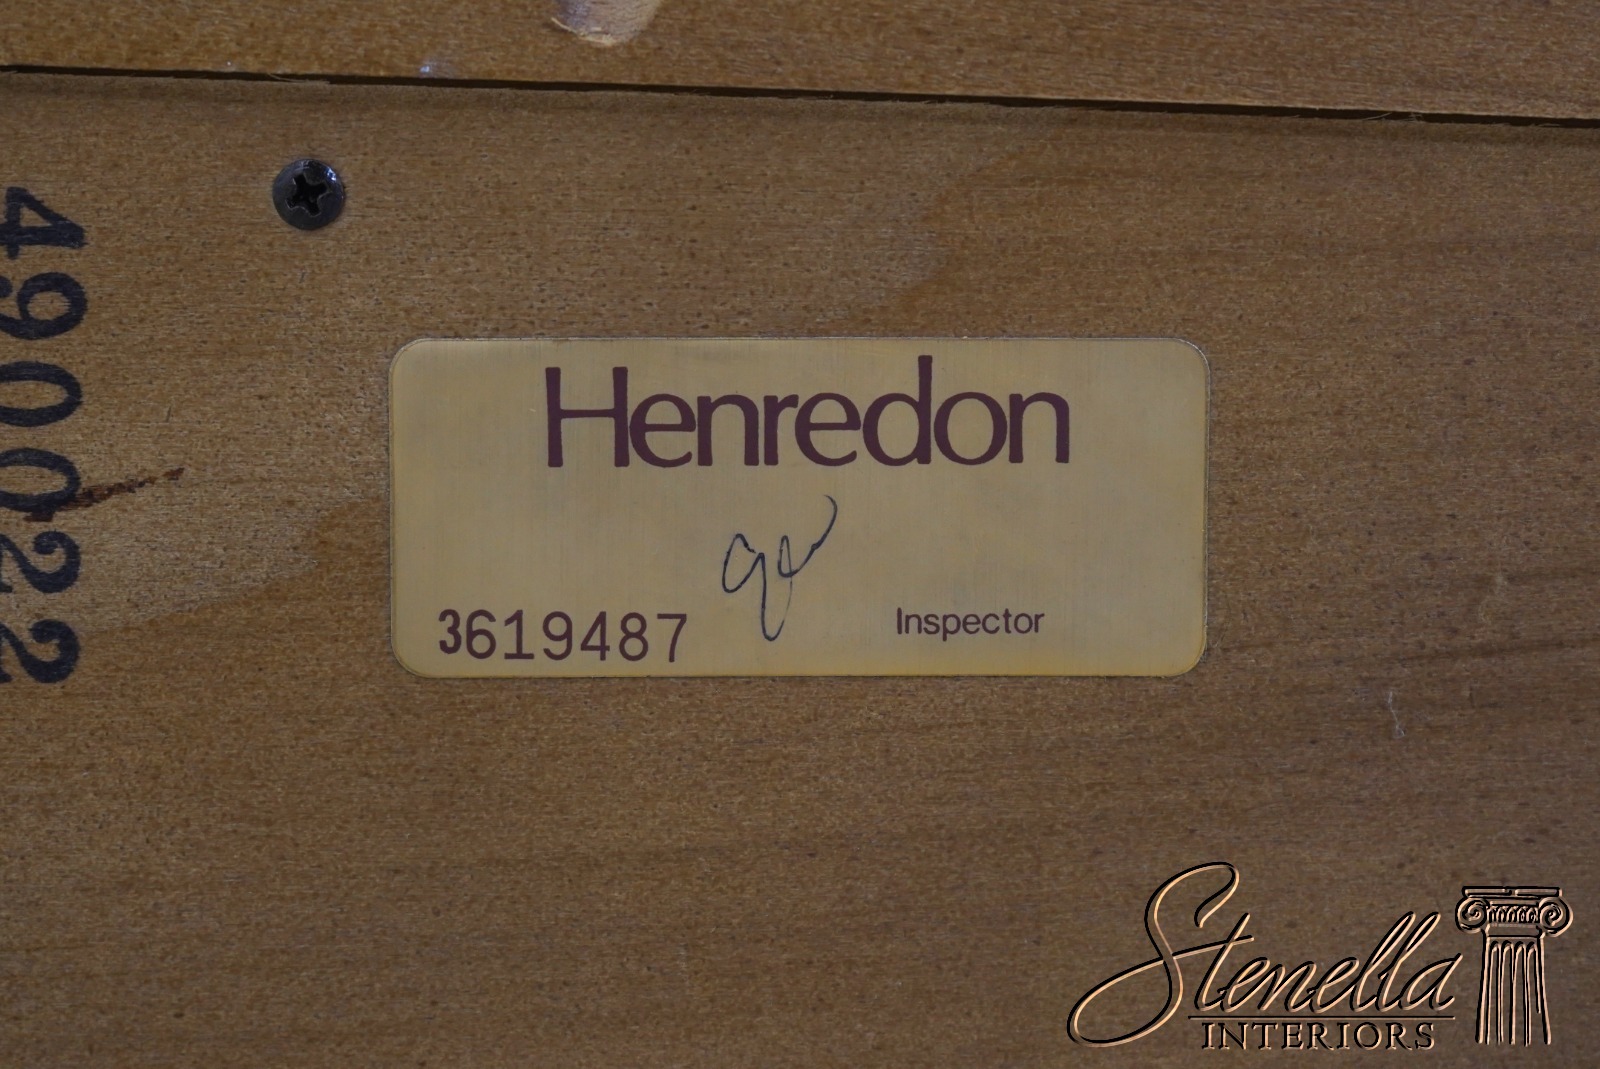 490022
Henredon
3619487
Inspector
Stenella
INTERIORS